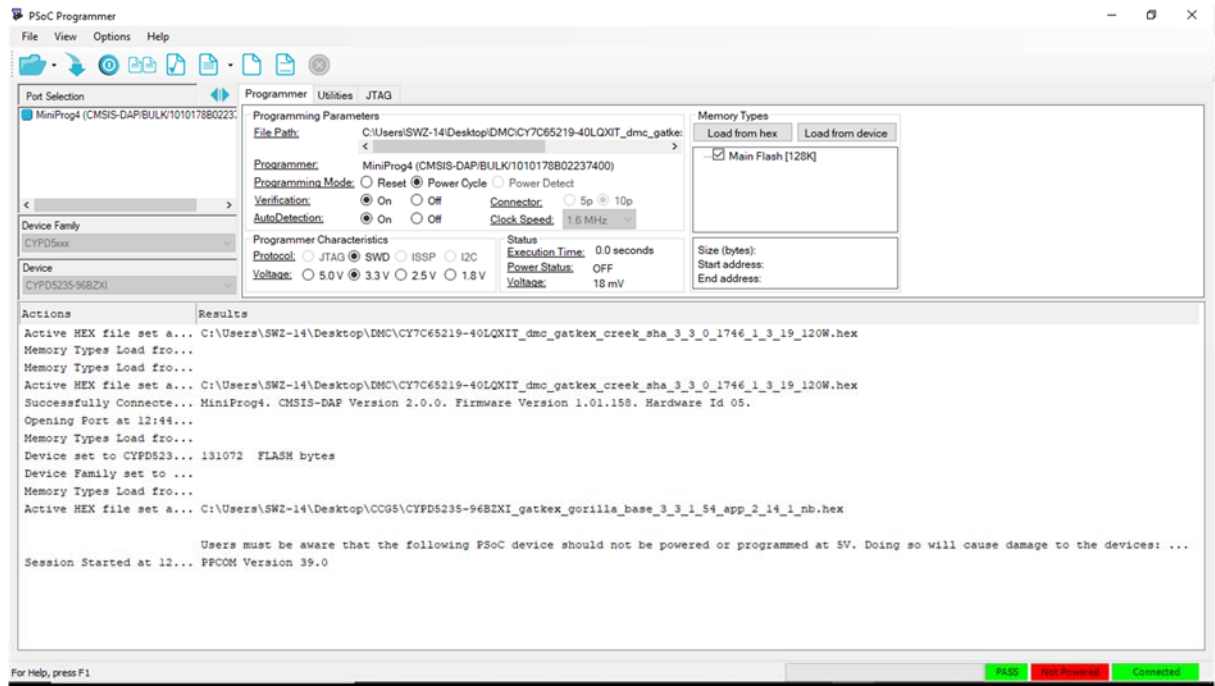 PSoC Programmer
File View Options Help
Port Selection
MiniProg4 (CMSIS-DAP/BULK/1010178B0223
Device Family
CYPD5xxx
Device
CYPD5235-96BZXI
Programmer Utilities JTAG
Programming Parameters
File Path: C:\Users\SWZ-14\Desktop\DMC\CY7C65219-40LQXIT_dmc_gatke
Programmer: MiniProg4 (CMSIS-DAP/BULK/1010178B02237400)
Programming Mode: Reset Power Cycle Power Detect
Verification: On Off Connector: 5p 10p
AutoDetection: On Off Clock Speed: 1.6 MHz
Programmer Characteristics
Protocol: JTAG SWD ISSP I2C
Voltage: 5.0 V 3.3 V 2.5 V 1.8 V
Status
Execution Time: 0.0 seconds
Power Status: OFF
Voltage: 18 mV
Memory Types
Load from hex Load from device
Main Flash [128K]
Size (bytes):
Start address:
End address:
Actions Results
Active HEX file set a... C:\Users\SWZ-14\Desktop\DMC\CY7C65219-40LQXIT_dmc_gatkex_creek_sha_3_3_0_1746_1_3_19_120W.hex
Memory Types Load fro...
Memory Types Load fro...
Active HEX file set a... C:\Users\SWZ-14\Desktop\DMC\CY7C65219-40LQXIT_dmc_gatkex_creek_sha_3_3_0_1746_1_3_19_120W.hex
Successfully Connecte... MiniProg4. CMSIS-DAP Version 2.0.0. Firmware Version 1.01.158. Hardware Id 05.
Opening Port at 12:44...
Memory Types Load fro...
Device set to CYPD523... 131072 FLASH bytes
Device Family set to ...
Memory Types Load fro...
Active HEX file set a... C:\Users\SWZ-14\Desktop\CCG5\CYPD5235-96BZXI_gatkex_gorilla_base_3_3_1_54_app_2_14_1_nb.hex
Users must be aware that the following PSoC device should not be powered or programmed at 5V. Doing so will cause damage to the devices: ...
Session Started at 12... PPCOM Version 39.0
For Help, press F1
PASS Not Powered Connected